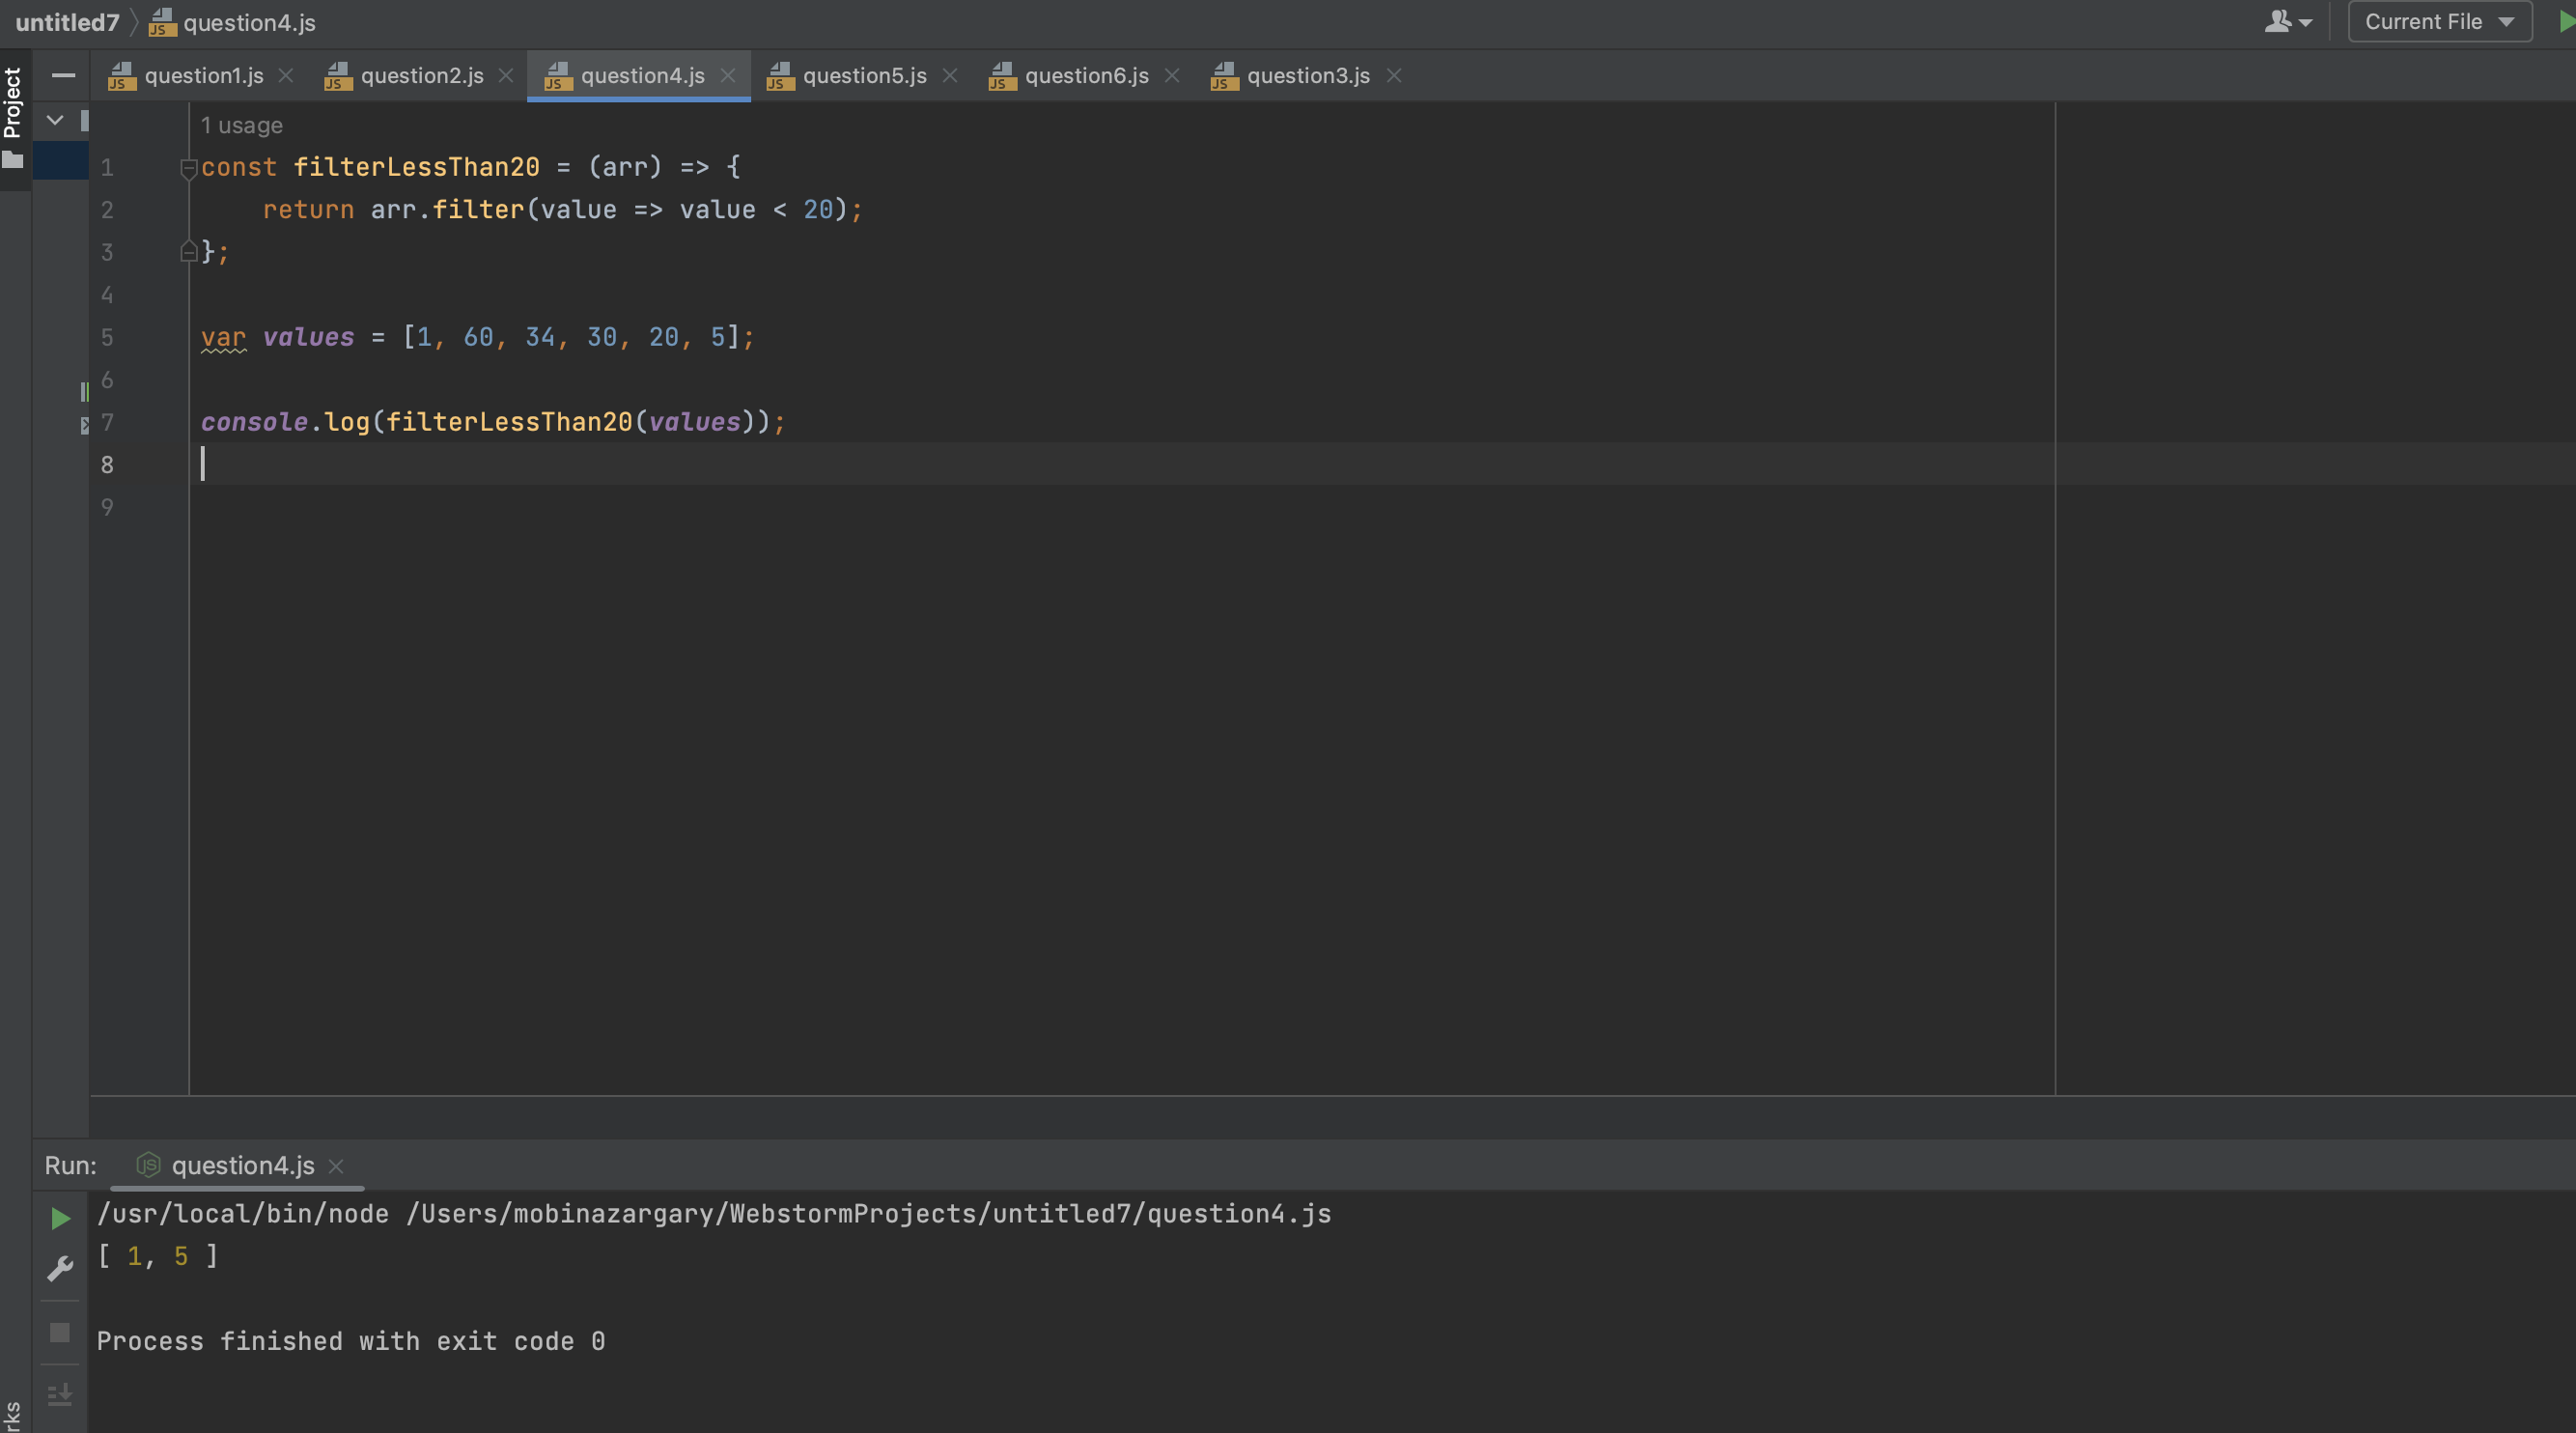 untitled7 question4.js Current File
Project
question1.js question2.js question4.js question5.js question6.js question3.js
1 usage
1 const filterLessThan20 = (arr) => {
2 return arr.filter(value => value < 20);
3 };
4
5 var values = [1, 60, 34, 30, 20, 5];
6
7 console.log(filterLessThan20(values));
8
9
Run: question4.js
/usr/local/bin/node /Users/mobinazargary/WebstormProjects/untitled7/question4.js
[ 1, 5 ]
Process finished with exit code 0
rks